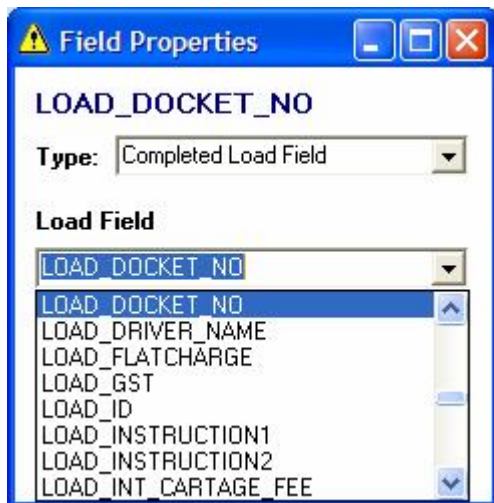 Field Properties
LOAD_DOCKET_NO
Type: Completed Load Field
Load Field
LOAD_DOCKET_NO
LOAD_DOCKET_NO
LOAD_DRIVER_NAME
LOAD_FLATCHARGE
LOAD_GST
LOAD_ID
LOAD_INSTRUCTION1
LOAD_INSTRUCTION2
LOAD_INT_CARTAGE_FEE